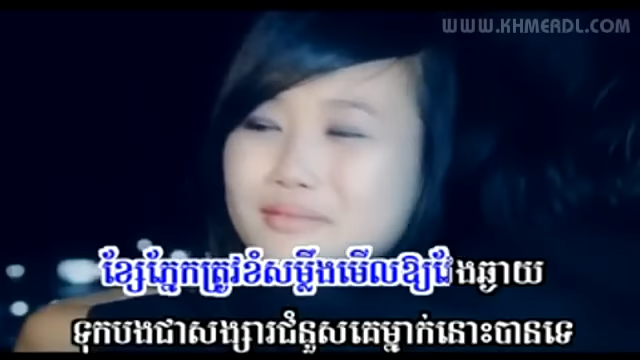 WWW.KHMERDL.COM
ខ្សែភ្នែកត្រូវខំសម្លឹងមើលឱ្យវែងឆ្ងាយ
ទុកបងជាសង្សារជំនួសគេម្នាក់នោះបានទេ